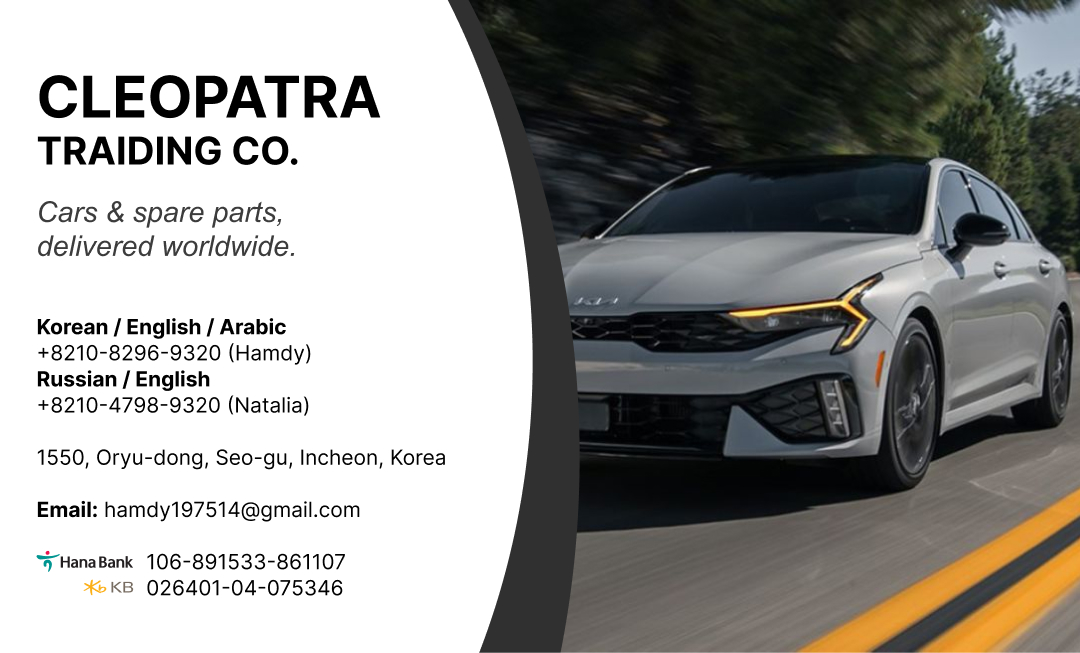 CLEOPATRA
TRAIDING CO.
Cars & spare parts,
delivered worldwide.
Korean / English / Arabic
+8210-8296-9320 (Hamdy)
Russian / English
+8210-4798-9320 (Natalia)
1550, Oryu-dong, Seo-gu, Incheon, Korea
Email: hamdy197514@gmail.com
Hana Bank 106-891533-861107
KB 026401-04-075346
KIA